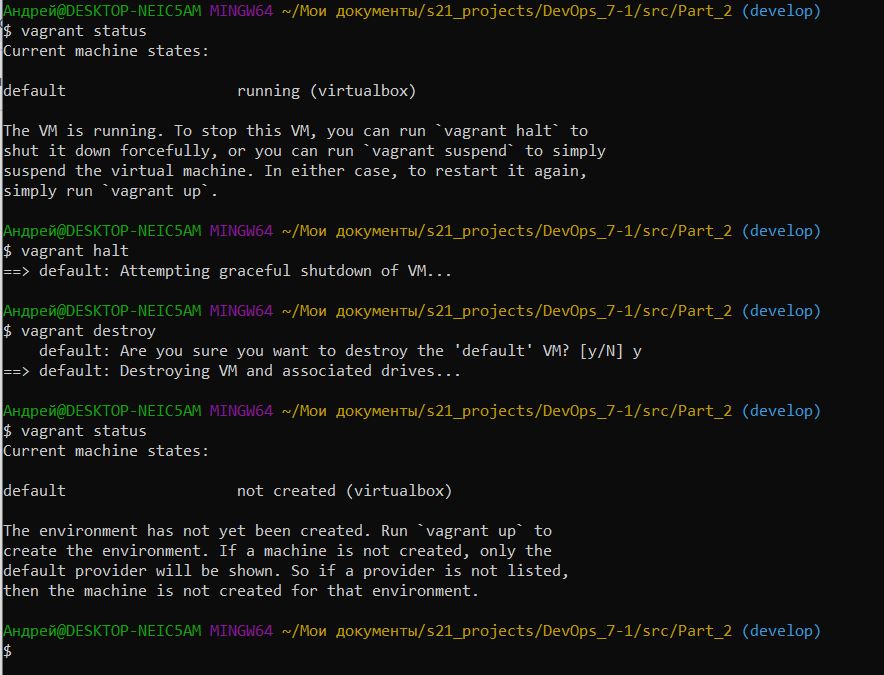 Андрей@DESKTOP-NEIC5AM MINGW64 ~/Мои документы/s21_projects/DevOps_7-1/src/Part_2 (develop)
$ vagrant status
Current machine states:
default                   running (virtualbox)
The VM is running. To stop this VM, you can run `vagrant halt` to
shut it down forcefully, or you can run `vagrant suspend` to simply
suspend the virtual machine. In either case, to restart it again,
simply run `vagrant up`.
Андрей@DESKTOP-NEIC5AM MINGW64 ~/Мои документы/s21_projects/DevOps_7-1/src/Part_2 (develop)
$ vagrant halt
==> default: Attempting graceful shutdown of VM...
Андрей@DESKTOP-NEIC5AM MINGW64 ~/Мои документы/s21_projects/DevOps_7-1/src/Part_2 (develop)
$ vagrant destroy
    default: Are you sure you want to destroy the 'default' VM? [y/N] y
==> default: Destroying VM and associated drives...
Андрей@DESKTOP-NEIC5AM MINGW64 ~/Мои документы/s21_projects/DevOps_7-1/src/Part_2 (develop)
$ vagrant status
Current machine states:
default                   not created (virtualbox)
The environment has not yet been created. Run `vagrant up` to
create the environment. If a machine is not created, only the
default provider will be shown. So if a provider is not listed,
then the machine is not created for that environment.
Андрей@DESKTOP-NEIC5AM MINGW64 ~/Мои документы/s21_projects/DevOps_7-1/src/Part_2 (develop)
$